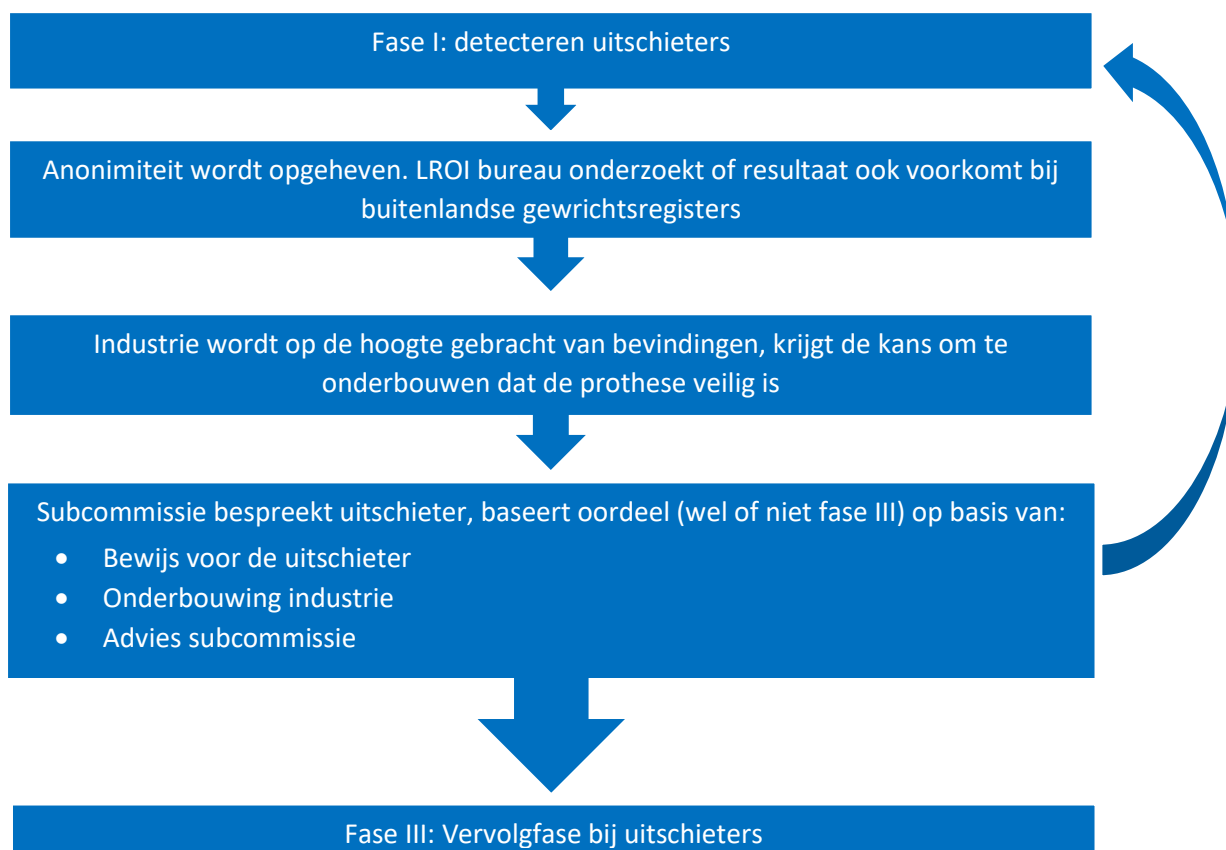 Fase I: detecteren uitschieters
Anonimiteit wordt opgeheven. LROI bureau onderzoekt of resultaat ook voorkomt bij
buitenlandse gewrichtsregisters
Industrie wordt op de hoogte gebracht van bevindingen, krijgt de kans om te
onderbouwen dat de prothese veilig is
Subcommissie bespreekt uitschieter, baseert oordeel (wel of niet fase III) op basis van:
• Bewijs voor de uitschieter
• Onderbouwing industrie
• Advies subcommissie
Fase III: Vervolgfase bij uitschieters